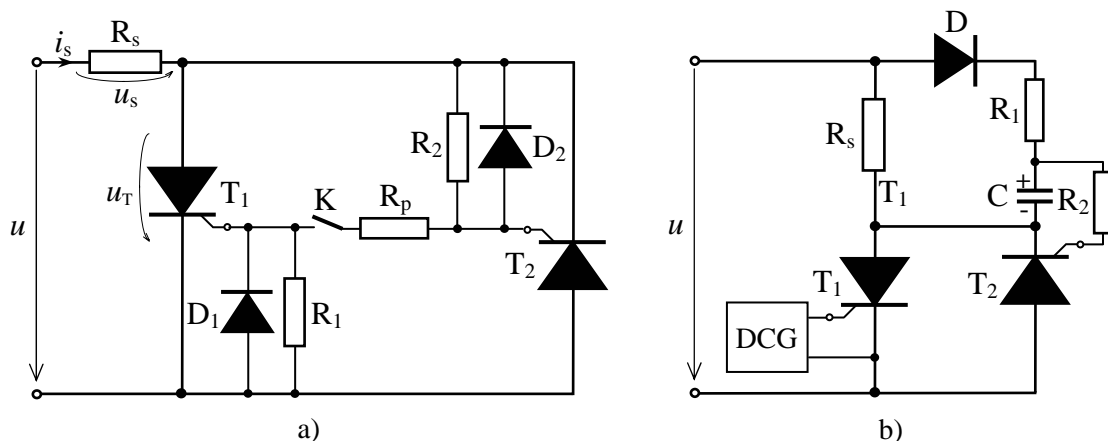 i_s
R_s
u_s
u_T
T_1
u
K
R_p
R_2
D_2
T_2
D_1
R_1
a)
D
R_1
R_s
T_1
+
C
-
R_2
u
T_1
T_2
DCG
b)